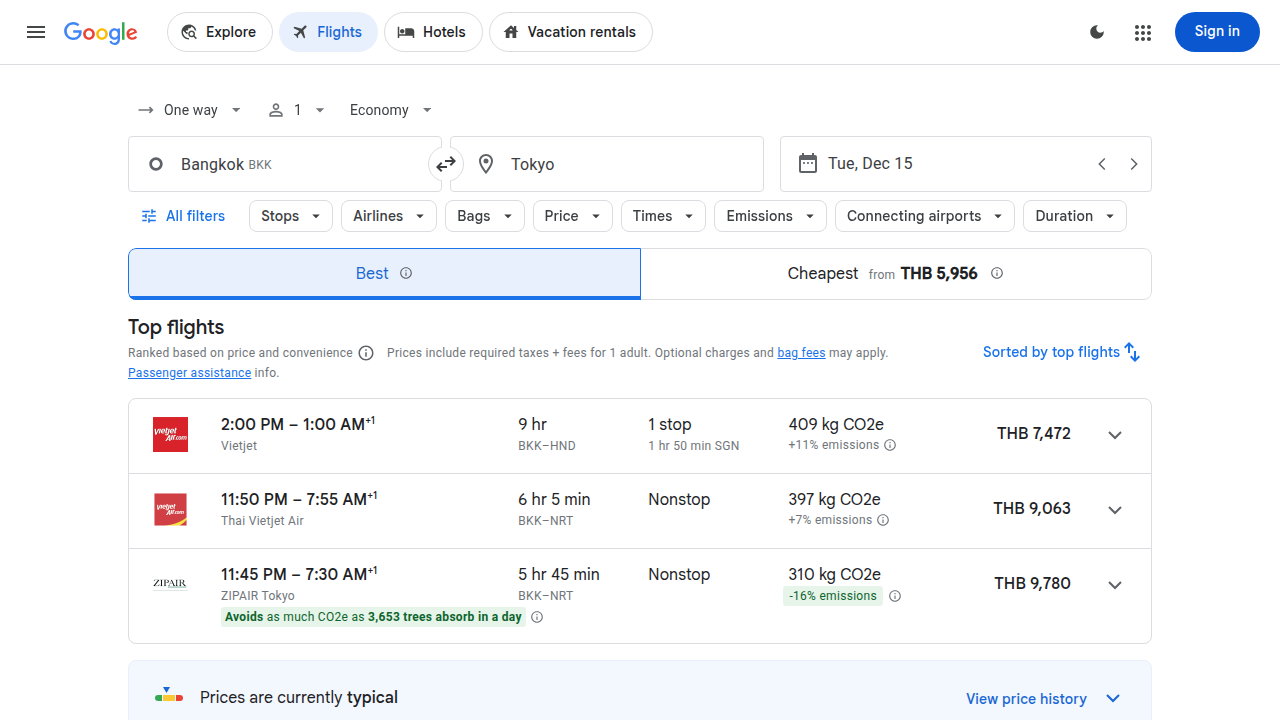 Google
Explore
Flights
Hotels
Vacation rentals
Sign in
One way
1
Economy
Bangkok BKK
Tokyo
Tue, Dec 15
All filters
Stops
Airlines
Bags
Price
Times
Emissions
Connecting airports
Duration
Best
Cheapest from THB 5,956
Top flights
Ranked based on price and convenience
Prices include required taxes + fees for 1 adult. Optional charges and bag fees may apply.
Passenger assistance info.
Sorted by top flights
vietjet Air.com
2:00 PM – 1:00 AM+1
Vietjet
9 hr
BKK–HND
1 stop
1 hr 50 min SGN
409 kg CO2e
+11% emissions
THB 7,472
vietjet Air.com
11:50 PM – 7:55 AM+1
Thai Vietjet Air
6 hr 5 min
BKK–NRT
Nonstop
397 kg CO2e
+7% emissions
THB 9,063
ZIPAIR
11:45 PM – 7:30 AM+1
ZIPAIR Tokyo
5 hr 45 min
BKK–NRT
Nonstop
310 kg CO2e
-16% emissions
THB 9,780
Avoids as much CO2e as 3,653 trees absorb in a day
Prices are currently typical
View price history